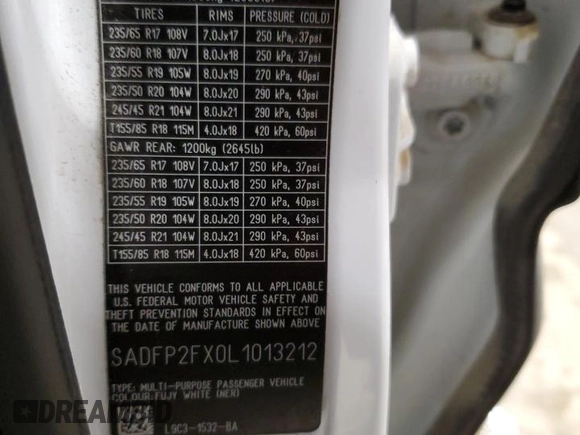 TIRES RIMS PRESSURE (COLD)
235/65 R17 108V 7.0Jx17 250 kPa, 37psi
235/60 R18 107V 8.0Jx18 250 kPa, 37psi
235/55 R19 105W 8.0Jx19 270 kPa, 40psi
235/50 R20 104W 8.0Jx20 290 kPa, 43psi
245/45 R21 104W 8.0Jx21 290 kPa, 43psi
T155/85 R18 115M 4.0Jx18 420 kPa, 60psi
GAWR REAR: 1200kg (2645lb)
235/65 R17 108V 7.0Jx17 250 kPa, 37psi
235/60 R18 107V 8.0Jx18 250 kPa, 37psi
235/55 R19 105W 8.0Jx19 270 kPa, 40psi
235/50 R20 104W 8.0Jx20 290 kPa, 43psi
245/45 R21 104W 8.0Jx21 290 kPa, 43psi
T155/85 R18 115M 4.0Jx18 420 kPa, 60psi
THIS VEHICLE CONFORMS TO ALL APPLICABLE
U.S. FEDERAL MOTOR VEHICLE SAFETY AND
THEFT PREVENTION STANDARDS IN EFFECT ON
SADFP2FX0L1013212
TYPE: MULTI-PURPOSE PASSENGER VEHICLE
COLOUR:FUJY WHITE (NER)
L9C3-1532-BA
DREAMBID